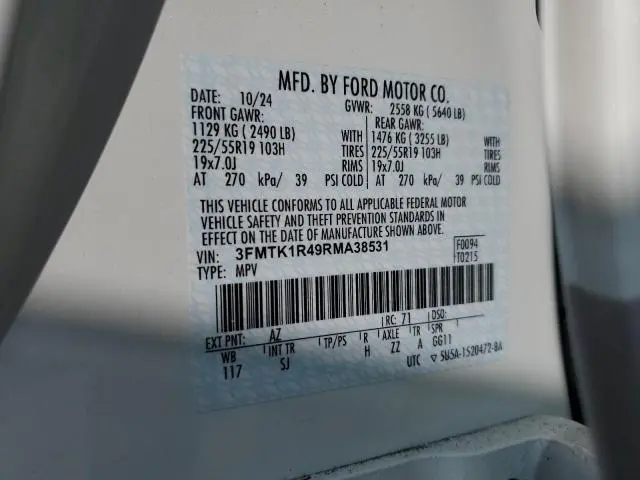 MFD. BY FORD MOTOR CO.
DATE: 10/24 GVWR: 2558 KG ( 5640 LB)
FRONT GAWR: REAR GAWR:
1129 KG ( 2490 LB) WITH 1476 KG ( 3255 LB) WITH
225/55R19 103H TIRES 225/55R19 103H TIRES
19x7.0J RIMS 19x7.0J RIMS
AT 270 kPa/ 39 PSI COLD AT 270 kPa/ 39 PSI COLD
THIS VEHICLE CONFORMS TO ALL APPLICABLE FEDERAL MOTOR
VEHICLE SAFETY AND THEFT PREVENTION STANDARDS IN
EFFECT ON THE DATE OF MANUFACTURE SHOWN ABOVE.
VIN: 3FMTK1R49RMA38531 F0094
TYPE: MPV T0215
EXT PNT: AZ RC: 71 DSO:
WB INT TR TP/PS R AXLE TR SPR
117 SJ H ZZ A GG11
UTC ▽ 5U5A-1520472-BA